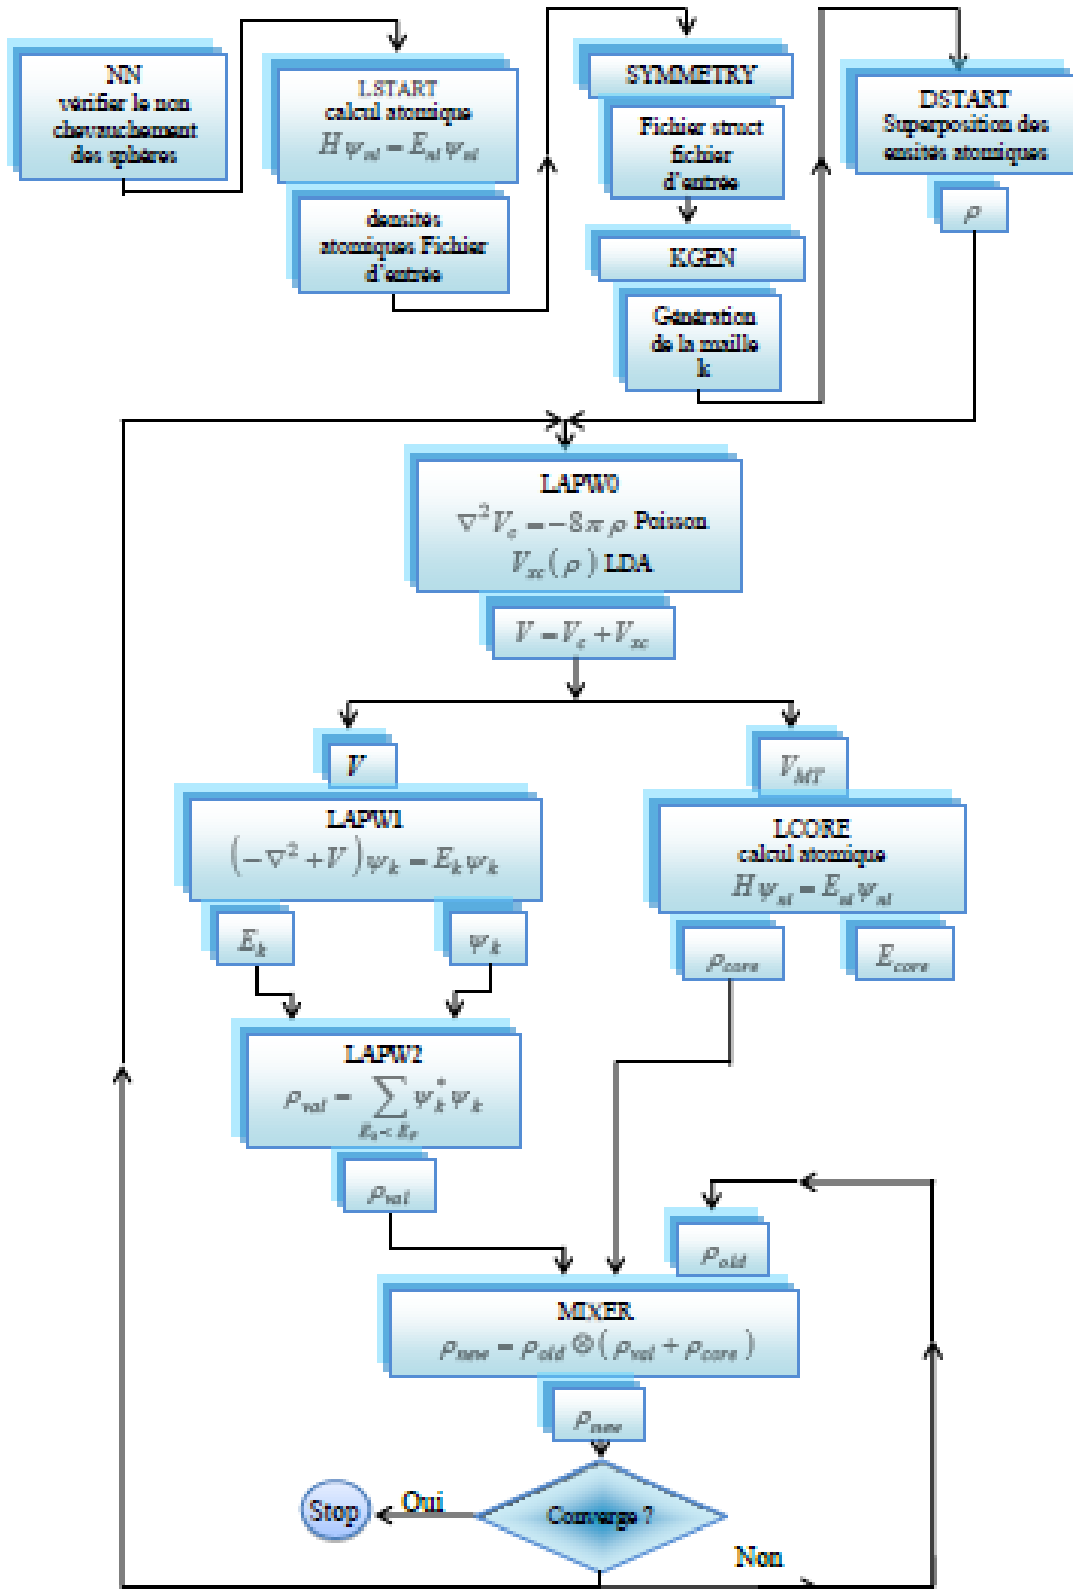 NN
vérifier le non
chevauchement
des sphères
LSTART
calcul atomique
Hψnl = Enlψnl
densités
atomiques Fichier
d'entrée
SYMMETRY
Fichier struct
fichier
d'entrée
KGEN
Génération
de la maille
k
DSTART
Superposition des
ensités atomiques
ρ
LAPW0
∇²Vc = −8πρ Poisson
Vxc(ρ) LDA
V = Vc + Vxc
V
LAPW1
(−∇² + V)ψk = Ekψk
Ek
ψk
VMT
LCORE
calcul atomique
Hψnl = Enlψnl
ρcore
Ecore
LAPW2
ρval = ∑ ψk*ψk
Ek < EF
ρval
ρold
MIXER
ρnew = ρold ⊗ (ρval + ρcore)
ρnew
Converge ?
Oui
Stop
Non